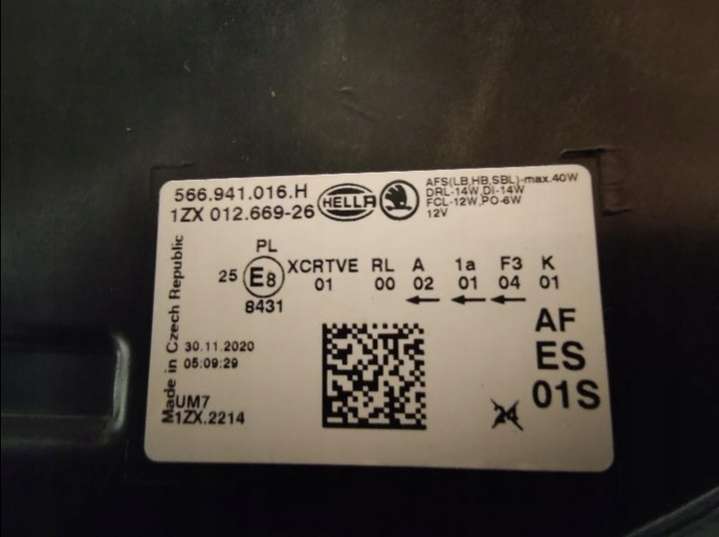 566.941.016.H
1ZX 012.669-26
HELLA
AFS(LB,HB,SBL)-max.40W
DRL-14W,DI-14W
FCL-12W,PO-6W
12V
PL
25 E8 8431
XCRTVE RL A 1a F3 K
01 00 02 01 04 01
Made in Czech Republic
30.11.2020
05:09:29
UM7
1ZX.2214
AF
ES
01S
24